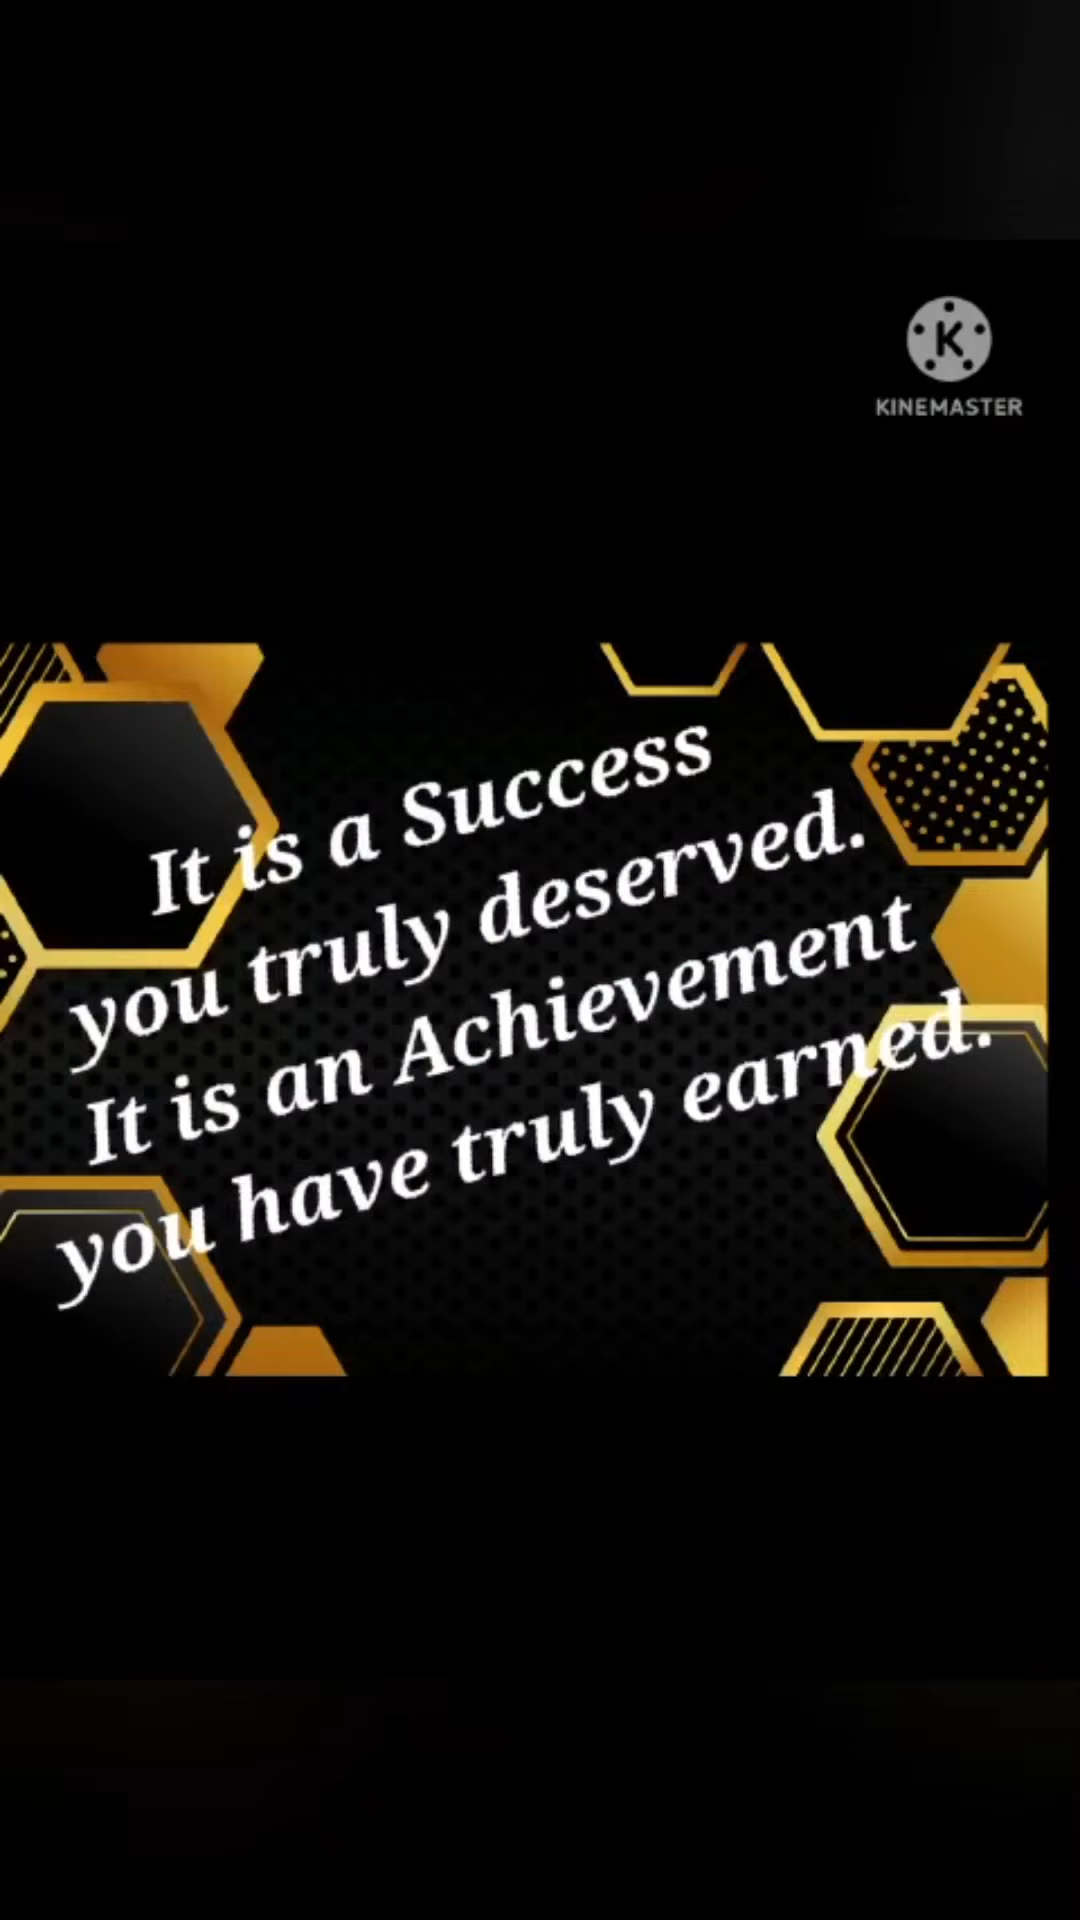 KINEMASTER
It is a Success
you truly deserved.
It is an Achievement
you have truly earned.